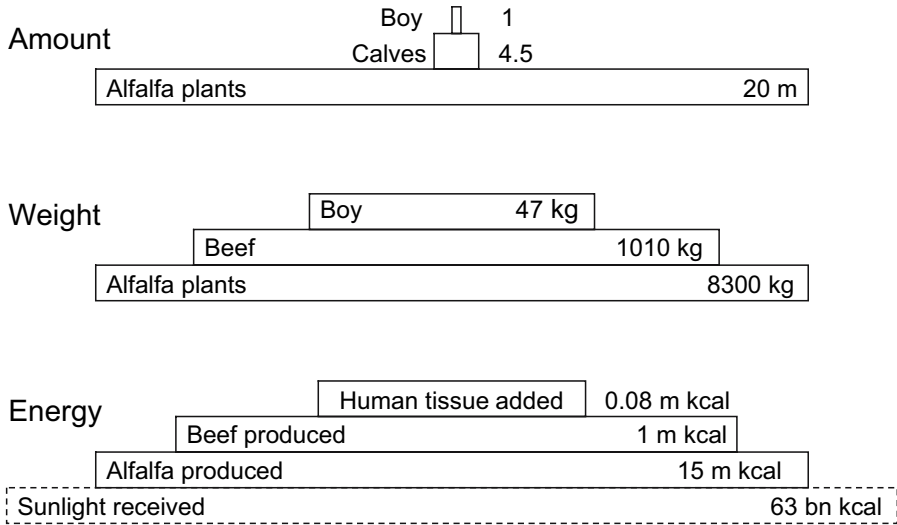 Boy 1
Amount
Calves 4.5
Alfalfa plants 20 m
Weight
Boy 47 kg
Beef 1010 kg
Alfalfa plants 8300 kg
Energy
Human tissue added 0.08 m kcal
Beef produced 1 m kcal
Alfalfa produced 15 m kcal
Sunlight received 63 bn kcal